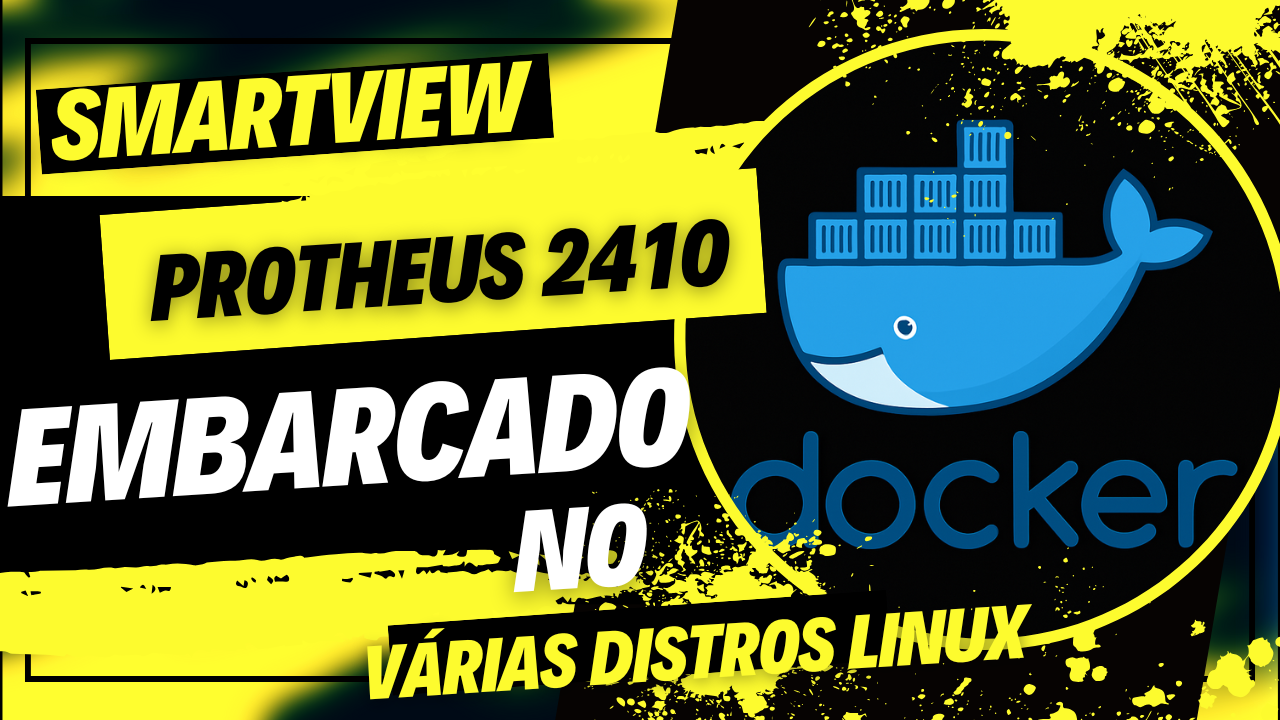 SMARTVIEW
PROTHEUS 2410
EMBARCADO
NO
docker
VÁRIAS DISTROS LINUX